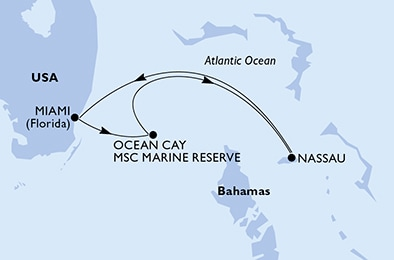 Atlantic Ocean
USA
MIAMI
(Florida)
OCEAN CAY
MSC MARINE RESERVE
NASSAU
Bahamas